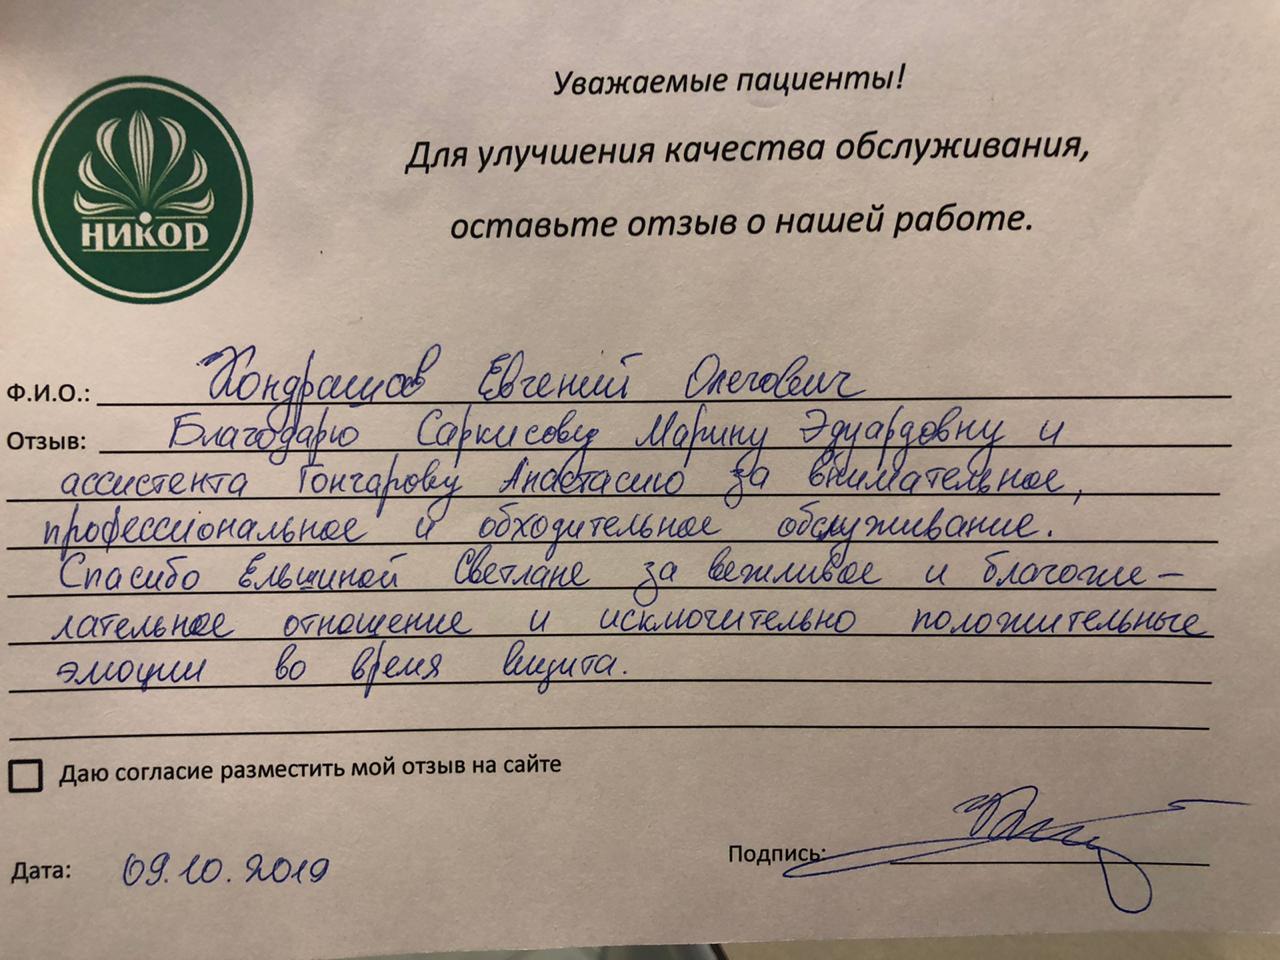 Уважаемые пациенты!
Для улучшения качества обслуживания,
оставьте отзыв о нашей работе.
НИКОР
Ф.И.О.: Кондрашов Евгений Олегович
Отзыв: Благодарю Саркисову Марину Эдуардовну и
ассистента Гончарову Анастасию за внимательное,
профессиональное и обходительное обслуживание.
Спасибо Ельшиной Светлане за вежливое и благоже-
лательное отношение и исключительно положительные
эмоции во время визита.
Даю согласие разместить мой отзыв на сайте
Дата: 09.10.2019
Подпись: